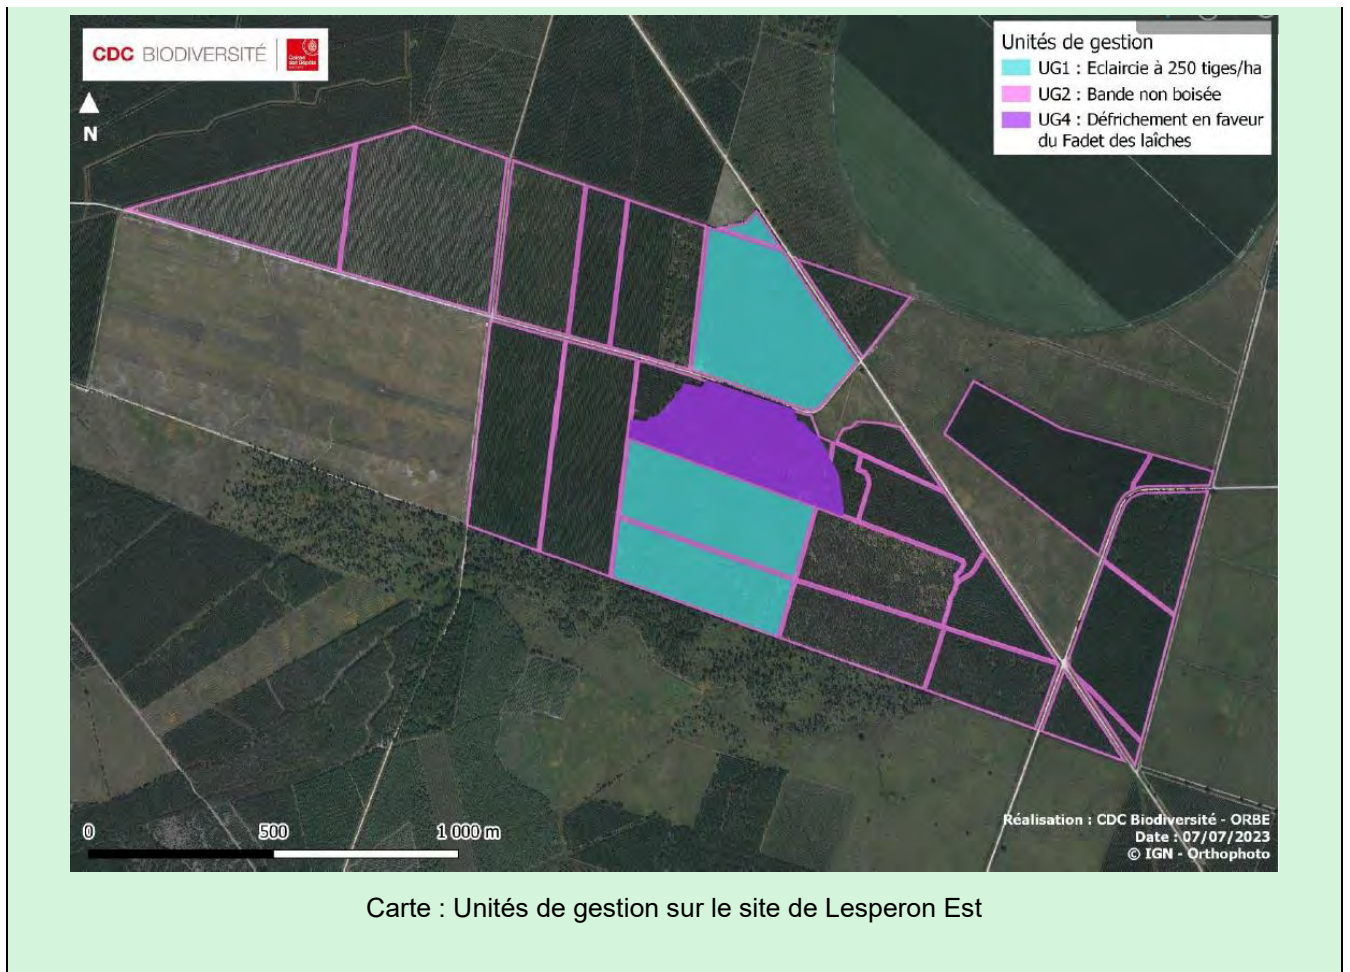 CDC BIODIVERSITÉ
N
Unités de gestion
UG1 : Eclaircie à 250 tiges/ha
UG2 : Bande non boisée
UG4 : Défrichement en faveur
du Fadet des laîches
0 500 1 000 m
Réalisation : CDC Biodiversité - ORBE
Date : 07/07/2023
© IGN - Orthophoto
Carte : Unités de gestion sur le site de Lesperon Est